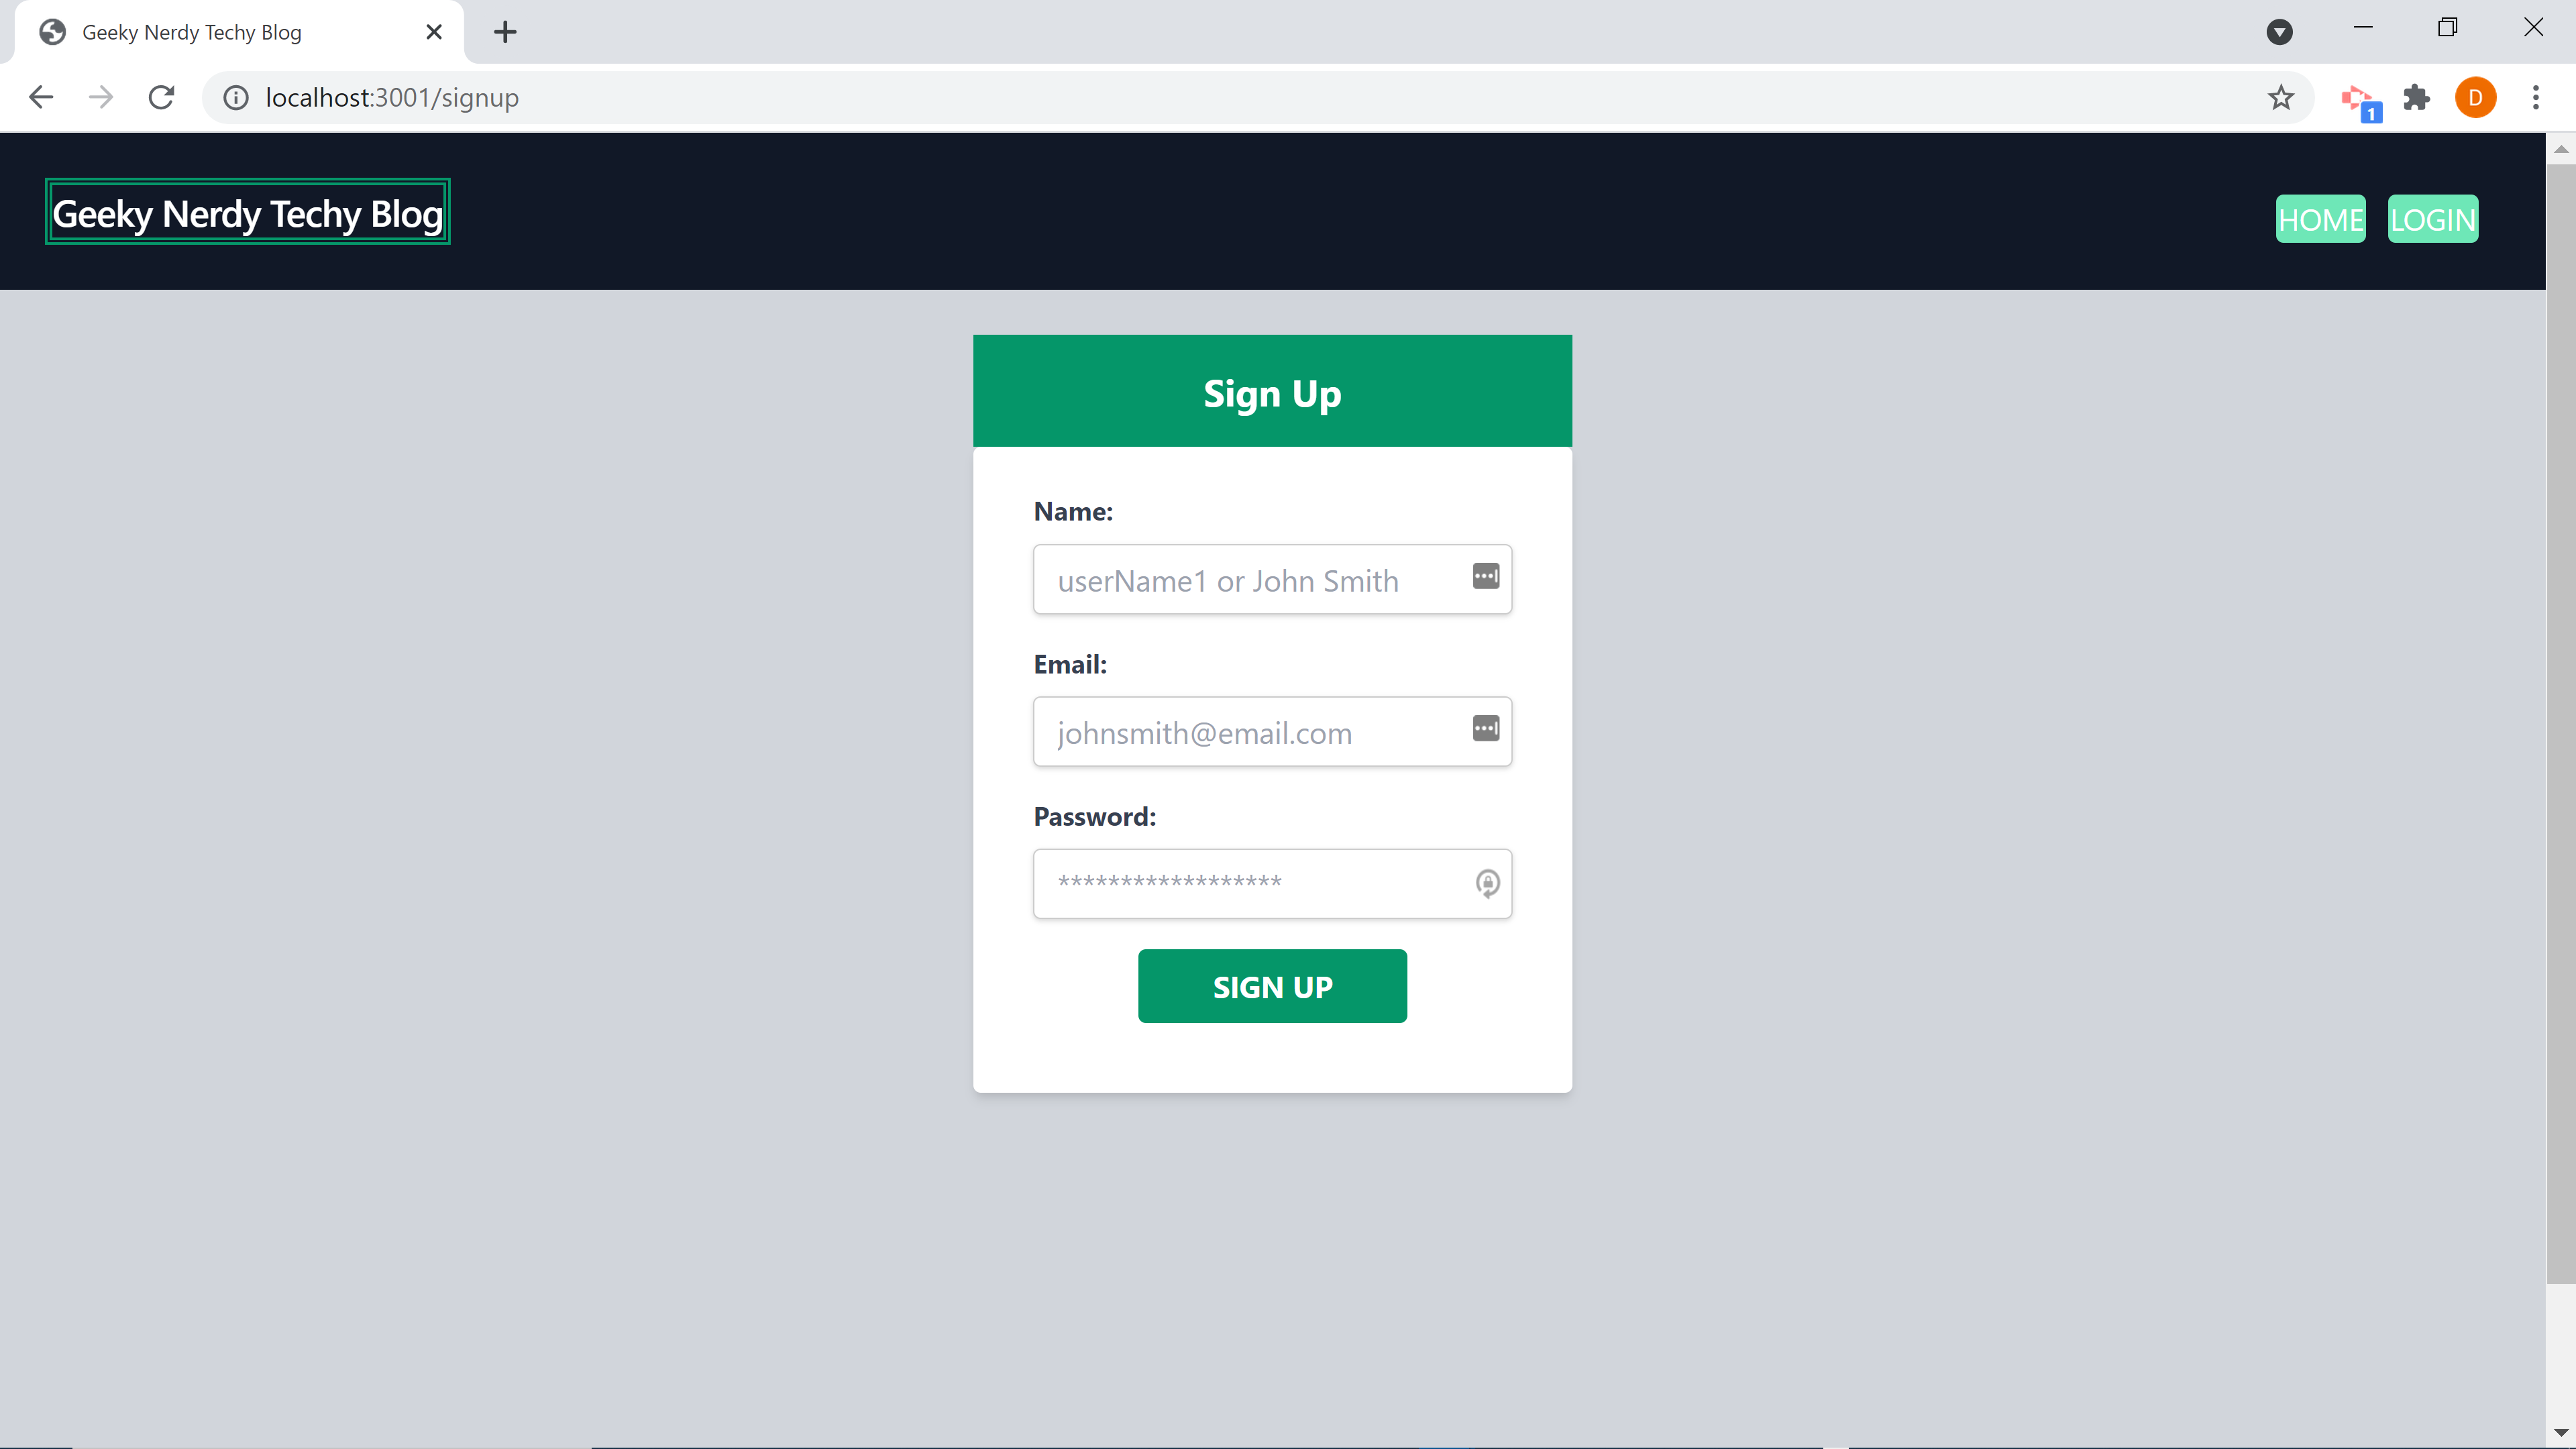 Geeky Nerdy Techy Blog
localhost:3001/signup
1
D
Geeky Nerdy Techy Blog
HOME LOGIN
Sign Up
Name:
userName1 or John Smith
Email:
johnsmith@email.com
Password:
******************
SIGN UP